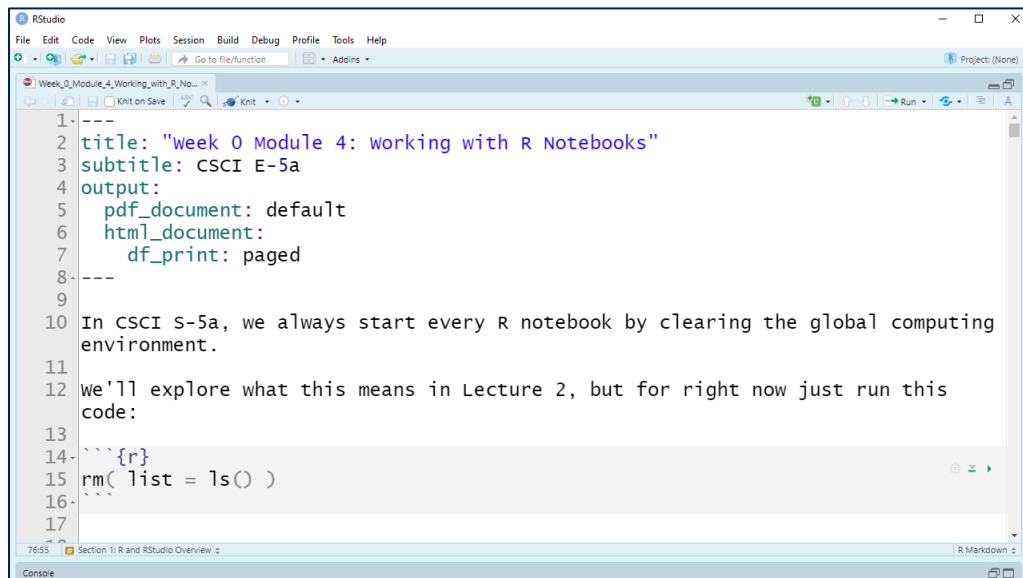 RStudio
File Edit Code View Plots Session Build Debug Profile Tools Help
Go to file/function Addins Project: (None)
Week_0_Module_4_Working_with_R_No...
Knit on Save ABC Knit Run
1 ---
2 title: "Week 0 Module 4: Working with R Notebooks"
3 subtitle: CSCI E-5a
4 output:
5 pdf_document: default
6 html_document:
7 df_print: paged
8 ---
9
10 In CSCI S-5a, we always start every R notebook by clearing the global computing
environment.
11
12 We'll explore what this means in Lecture 2, but for right now just run this
code:
13
14 ```{r}
15 rm( list = ls() )
16 ```
17
76:55 Section 1: R and RStudio Overview R Markdown
Console